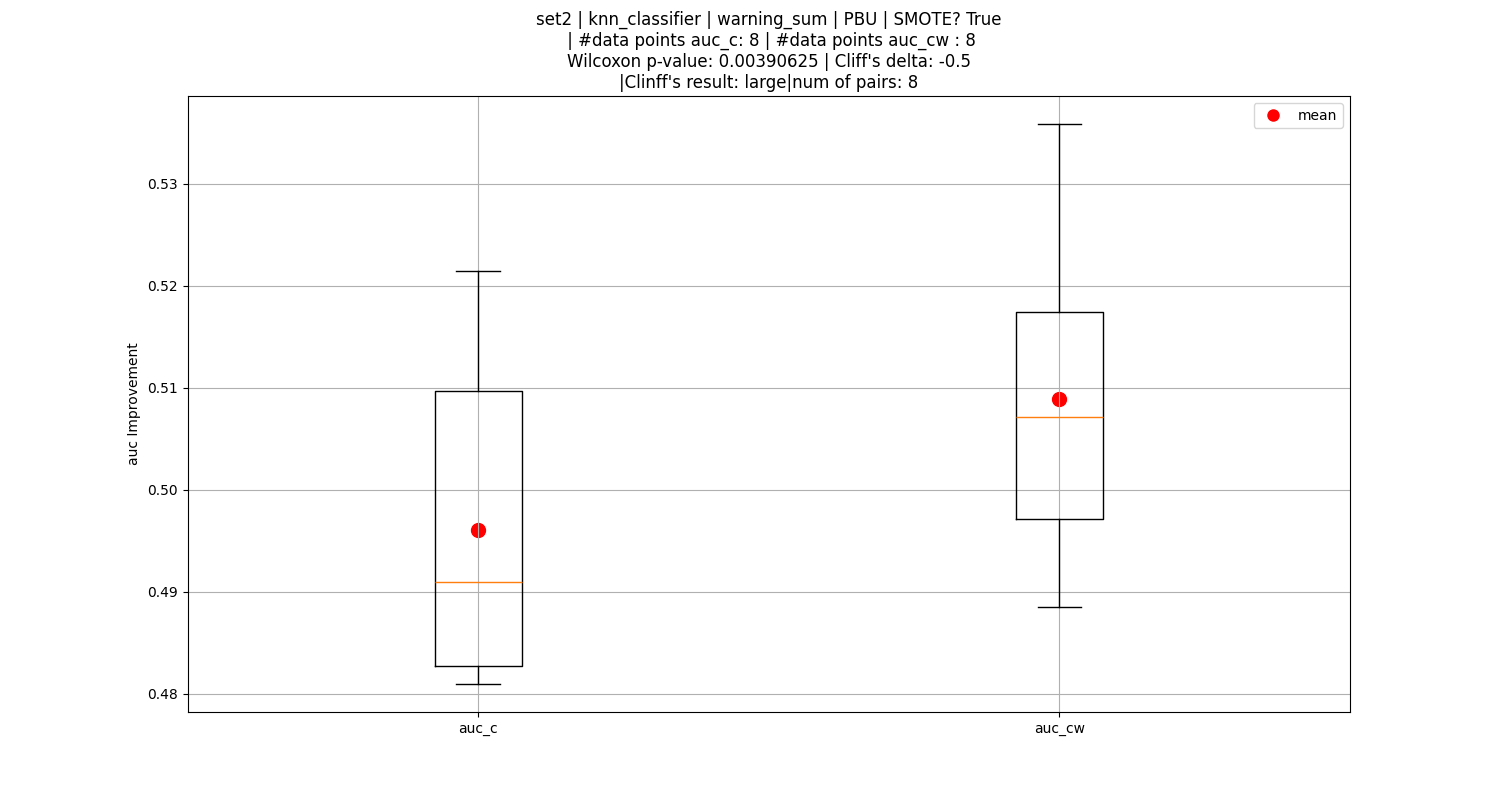 set2 | knn_classifier | warning_sum | PBU | SMOTE? True
| #data points auc_c: 8 | #data points auc_cw : 8
Wilcoxon p-value: 0.00390625 | Cliff's delta: -0.5
|Clinff's result: large|num of pairs: 8
mean
0.53
0.52
0.51
0.50
0.49
0.48
auc Improvement
auc_c
auc_cw